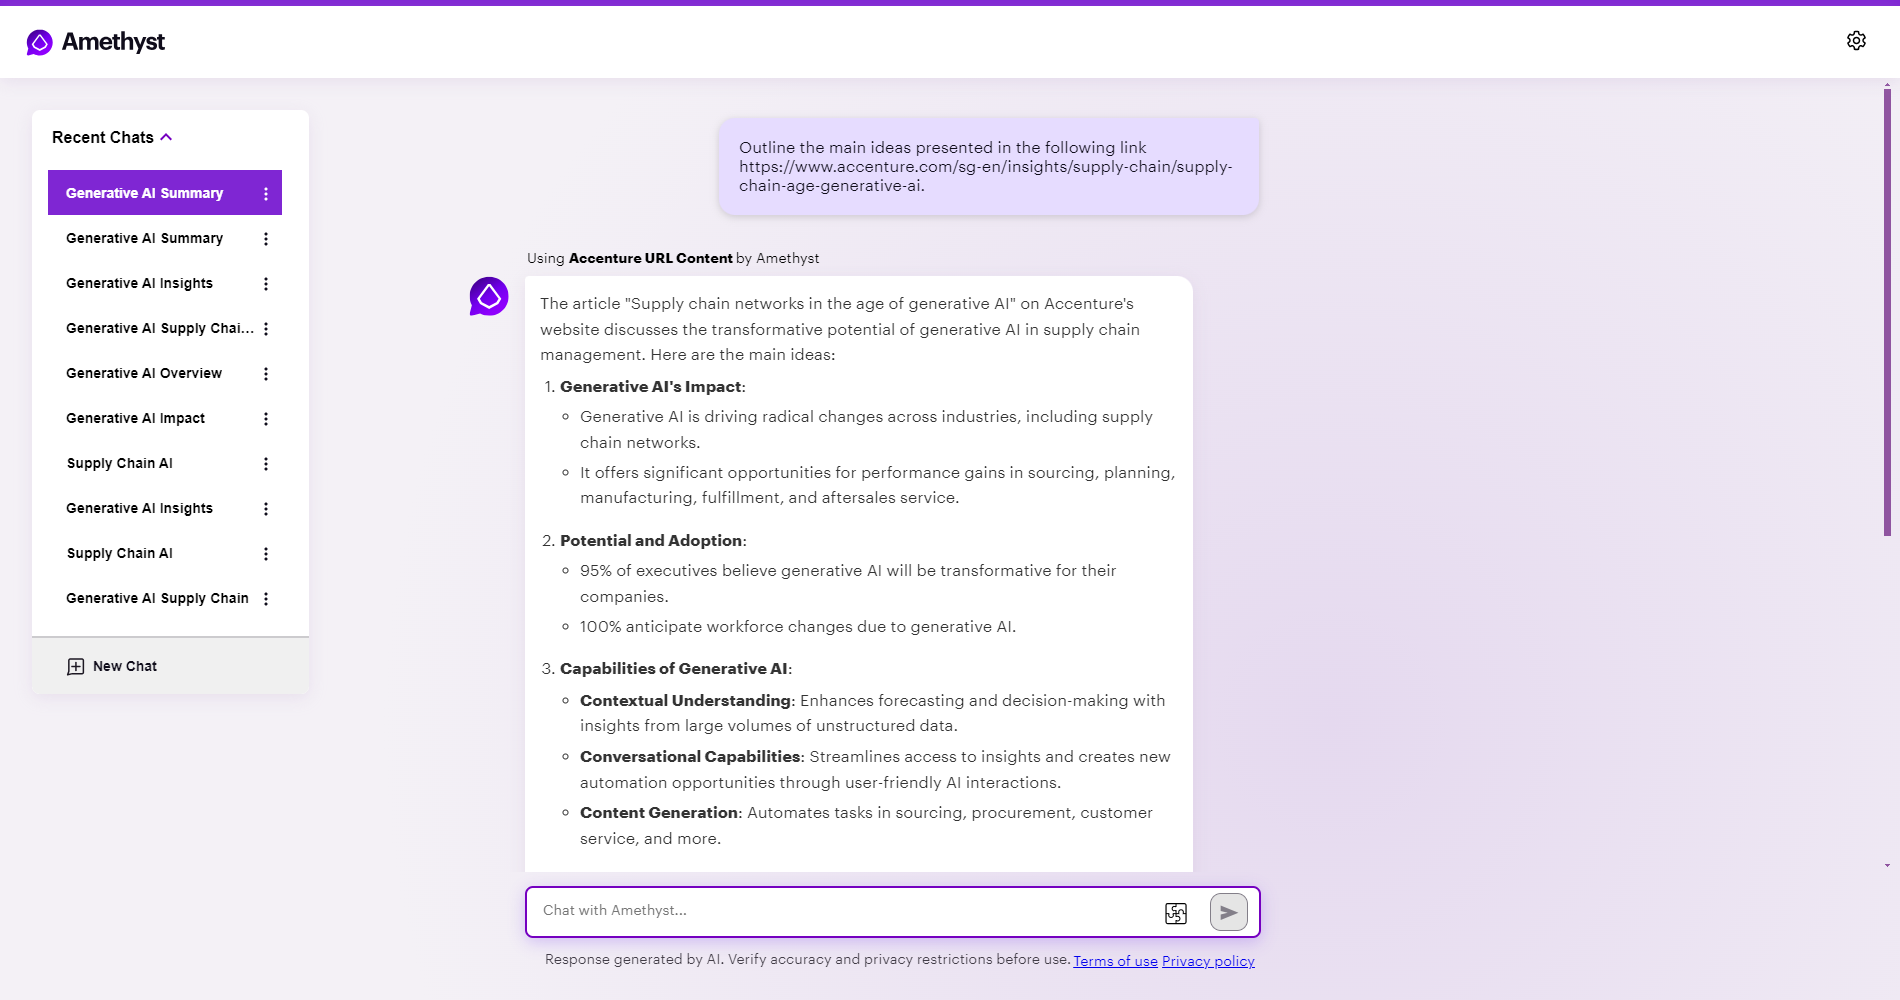 Amethyst
Recent Chats
Generative AI Summary
Generative AI Summary
Generative AI Insights
Generative AI Supply Chai...
Generative AI Overview
Generative AI Impact
Supply Chain AI
Generative AI Insights
Supply Chain AI
Generative AI Supply Chain
New Chat
Outline the main ideas presented in the following link
https://www.accenture.com/sg-en/insights/supply-chain/supply-
chain-age-generative-ai.
Using Accenture URL Content by Amethyst
The article "Supply chain networks in the age of generative AI" on Accenture's
website discusses the transformative potential of generative AI in supply chain
management. Here are the main ideas:
1. Generative AI's Impact:
◦ Generative AI is driving radical changes across industries, including supply
chain networks.
◦ It offers significant opportunities for performance gains in sourcing, planning,
manufacturing, fulfillment, and aftersales service.
2. Potential and Adoption:
◦ 95% of executives believe generative AI will be transformative for their
companies.
◦ 100% anticipate workforce changes due to generative AI.
3. Capabilities of Generative AI:
◦ Contextual Understanding: Enhances forecasting and decision-making with
insights from large volumes of unstructured data.
◦ Conversational Capabilities: Streamlines access to insights and creates new
automation opportunities through user-friendly AI interactions.
◦ Content Generation: Automates tasks in sourcing, procurement, customer
service, and more.
Chat with Amethyst...
Response generated by AI. Verify accuracy and privacy restrictions before use. Terms of use Privacy policy